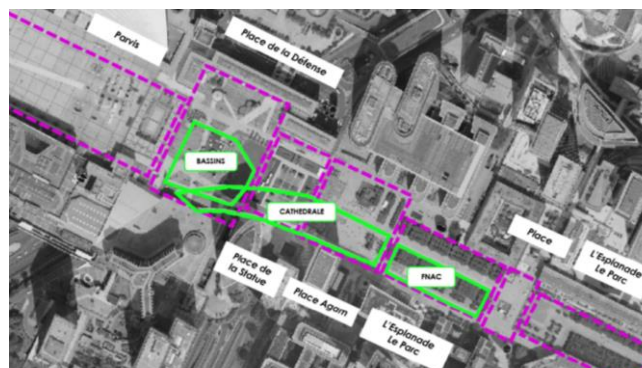 Parvis
Place de la Défense
BASSINS
CATHEDRALE
FNAC
Place de
la Statue
Place Agam
L'Esplanade
Le Parc
Place
L'Esplanade
Le Parc